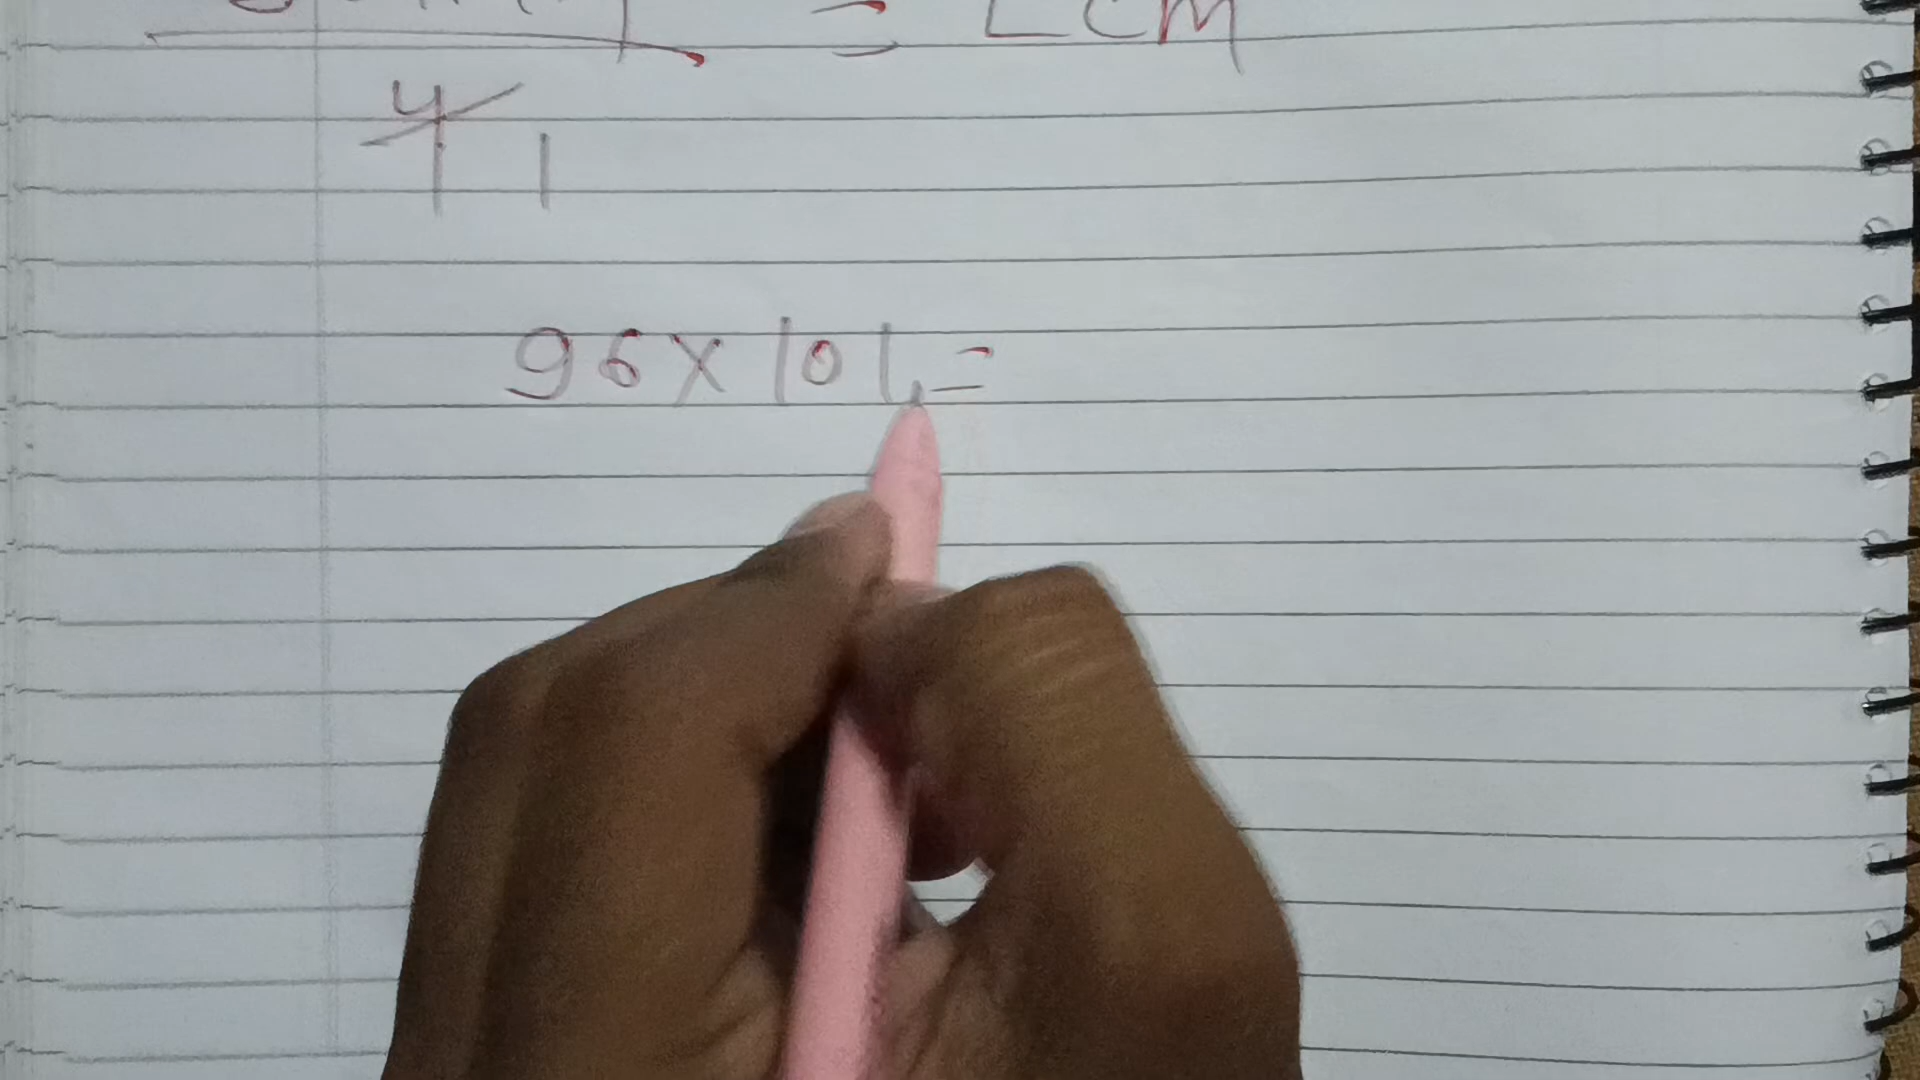 = LCM
4 1
96 X 101 =